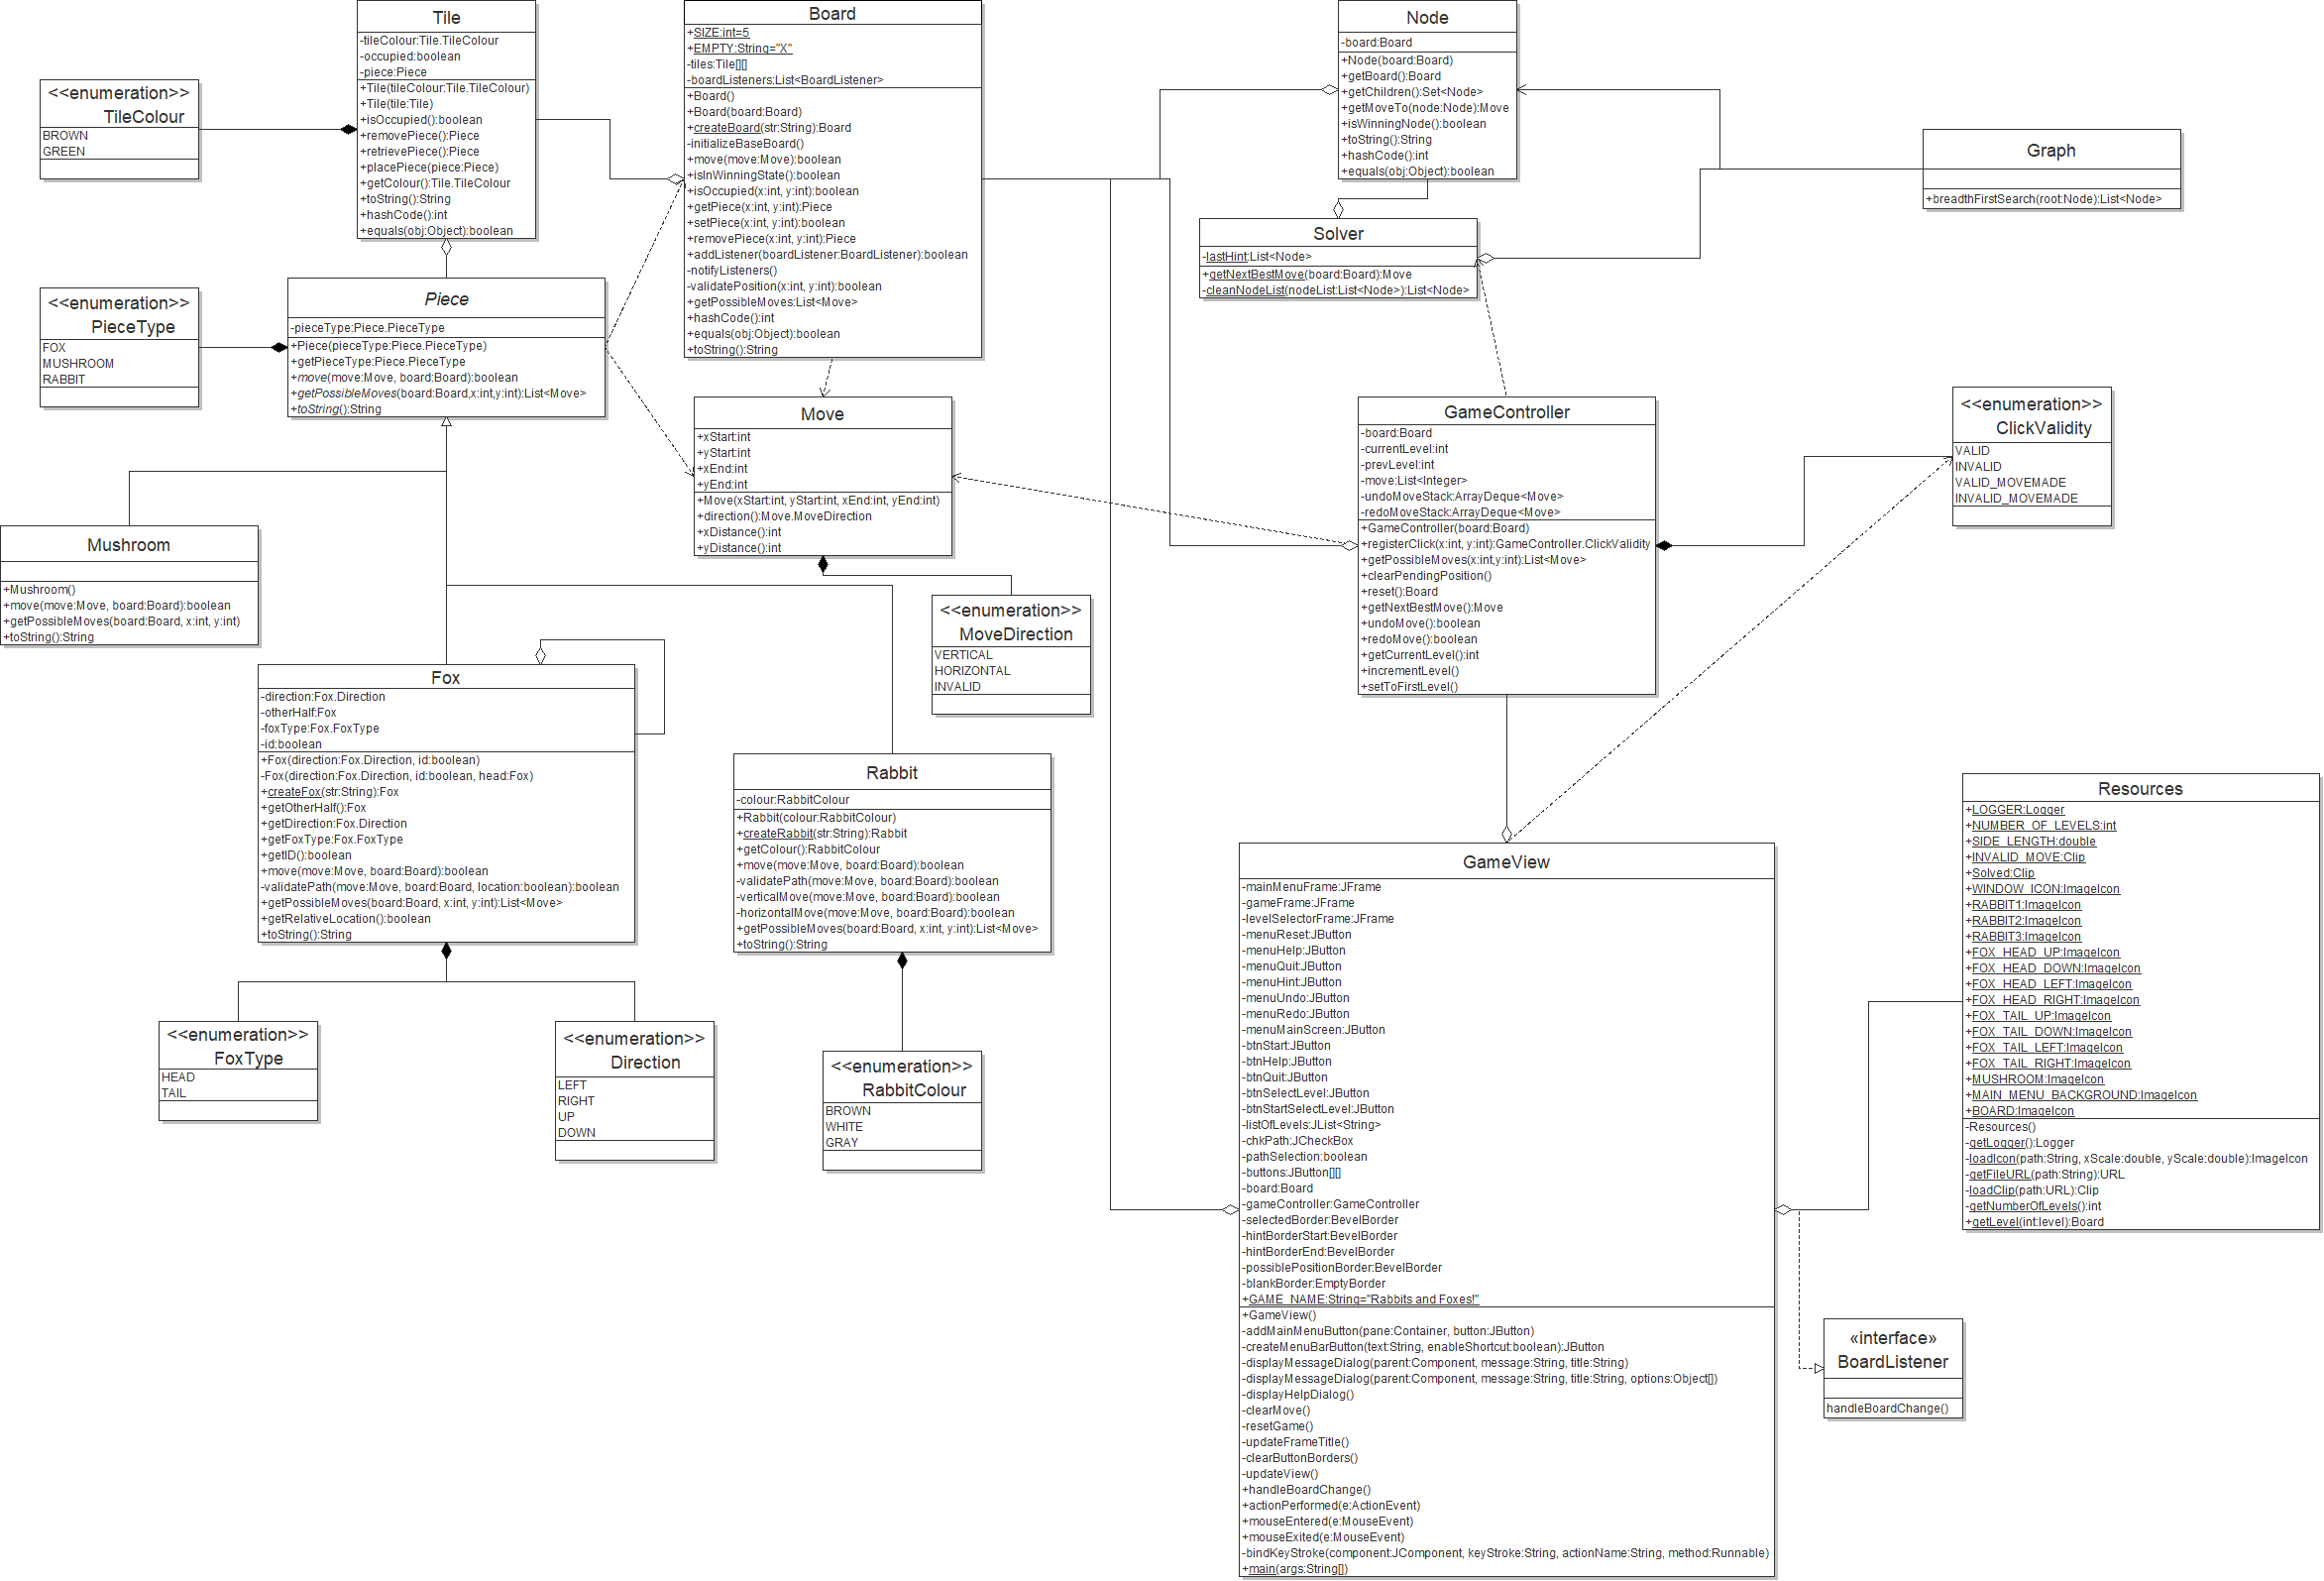 Tile
-tileColour:Tile.TileColour
-occupied:boolean
-piece:Piece
+Tile(tileColour:Tile.TileColour)
+Tile(tile:Tile)
+isOccupied():boolean
+removePiece():Piece
+retrievePiece():Piece
+placePiece(piece:Piece)
+getColour():Tile.TileColour
+toString():String
+hashCode():int
+equals(obj:Object):boolean
<<enumeration>>
TileColour
BROWN
GREEN
Board
+SIZE:int=5
+EMPTY:String="X"
-tiles:Tile[][]
-boardListeners:List<BoardListener>
+Board()
+Board(board:Board)
+createBoard(str:String):Board
-initializeBaseBoard()
+move(move:Move):boolean
+isInWinningState():boolean
+isOccupied(x:int, y:int):boolean
+getPiece(x:int, y:int):Piece
+setPiece(x:int, y:int):boolean
+removePiece(x:int, y:int):Piece
+addListener(boardListener:BoardListener):boolean
-notifyListeners()
-validatePosition(x:int, y:int):boolean
+getPossibleMoves:List<Move>
+hashCode():int
+equals(obj:Object):boolean
+toString():String
Node
-board:Board
+Node(board:Board)
+getBoard():Board
+getChildren():Set<Node>
+getMoveTo(node:Node):Move
+isWinningNode():boolean
+toString():String
+hashCode():int
+equals(obj:Object):boolean
Graph
+breadthFirstSearch(root:Node):List<Node>
Solver
-lastHint:List<Node>
+getNextBestMove(board:Board):Move
-cleanNodeList(nodeList:List<Node>):List<Node>
<<enumeration>>
PieceType
FOX
MUSHROOM
RABBIT
Piece
-pieceType:Piece.PieceType
+Piece(pieceType:Piece.PieceType)
+getPieceType:Piece.PieceType
+move(move:Move, board:Board):boolean
+getPossibleMoves(board:Board,x:int,y:int):List<Move>
+toString():String
Move
+xStart:int
+yStart:int
+xEnd:int
+yEnd:int
+Move(xStart:int, yStart:int, xEnd:int, yEnd:int)
+direction():Move.MoveDirection
+xDistance():int
+yDistance():int
GameController
-board:Board
-currentLevel:int
-prevLevel:int
-move:List<Integer>
-undoMoveStack:ArrayDeque<Move>
-redoMoveStack:ArrayDeque<Move>
+GameController(board:Board)
+registerClick(x:int, y:int):GameController.ClickValidity
+getPossibleMoves(x:int,y:int):List<Move>
+clearPendingPosition()
+reset():Board
+getNextBestMove():Move
+undoMove():boolean
+redoMove():boolean
+getCurrentLevel():int
+incrementLevel()
+setToFirstLevel()
<<enumeration>>
ClickValidity
VALID
INVALID
VALID_MOVEMADE
INVALID_MOVEMADE
Mushroom
+Mushroom()
+move(move:Move, board:Board):boolean
+getPossibleMoves(board:Board, x:int, y:int)
+toString():String
<<enumeration>>
MoveDirection
VERTICAL
HORIZONTAL
INVALID
Fox
-direction:Fox.Direction
-otherHalf:Fox
-foxType:Fox.FoxType
-id:boolean
+Fox(direction:Fox.Direction, id:boolean)
-Fox(direction:Fox.Direction, id:boolean, head:Fox)
+createFox(str:String):Fox
+getOtherHalf():Fox
+getDirection:Fox.Direction
+getFoxType:Fox.FoxType
+getID():boolean
+move(move:Move, board:Board):boolean
-validatePath(move:Move, board:Board, location:boolean):boolean
+getPossibleMoves(board:Board, x:int, y:int):List<Move>
+getRelativeLocation():boolean
+toString():String
Rabbit
-colour:RabbitColour
+Rabbit(colour:RabbitColour)
+createRabbit(str:String):Rabbit
+getColour():RabbitColour
+move(move:Move, board:Board):boolean
-validatePath(move:Move, board:Board):boolean
-verticalMove(move:Move, board:Board):boolean
-horizontalMove(move:Move, board:Board):boolean
+getPossibleMoves(board:Board, x:int, y:int):List<Move>
+toString():String
<<enumeration>>
FoxType
HEAD
TAIL
<<enumeration>>
Direction
LEFT
RIGHT
UP
DOWN
<<enumeration>>
RabbitColour
BROWN
WHITE
GRAY
GameView
-mainMenuFrame:JFrame
-gameFrame:JFrame
-levelSelectorFrame:JFrame
-menuReset:JButton
-menuHelp:JButton
-menuQuit:JButton
-menuHint:JButton
-menuUndo:JButton
-menuRedo:JButton
-menuMainScreen:JButton
-btnStart:JButton
-btnHelp:JButton
-btnQuit:JButton
-btnSelectLevel:JButton
-btnStartSelectLevel:JButton
-listOfLevels:JList<String>
-chkPath:JCheckBox
-pathSelection:boolean
-buttons:JButton[][]
-board:Board
-gameController:GameController
-selectedBorder:BevelBorder
-hintBorderStart:BevelBorder
-hintBorderEnd:BevelBorder
-possiblePositionBorder:BevelBorder
-blankBorder:EmptyBorder
+GAME_NAME:String="Rabbits and Foxes!"
+GameView()
-addMainMenuButton(pane:Container, button:JButton)
-createMenuBarButton(text:String, enableShortcut:boolean):JButton
-displayMessageDialog(parent:Component, message:String, title:String)
-displayMessageDialog(parent:Component, message:String, title:String, options:Object[])
-displayHelpDialog()
-clearMove()
-resetGame()
-updateFrameTitle()
-clearButtonBorders()
-updateView()
+handleBoardChange()
+actionPerformed(e:ActionEvent)
+mouseEntered(e:MouseEvent)
+mouseExited(e:MouseEvent)
-bindKeyStroke(component:JComponent, keyStroke:String, actionName:String, method:Runnable)
+main(args:String[])
Resources
+LOGGER:Logger
+NUMBER_OF_LEVELS:int
+SIDE_LENGTH:double
+INVALID_MOVE:Clip
+Solved:Clip
+WINDOW_ICON:ImageIcon
+RABBIT1:ImageIcon
+RABBIT2:ImageIcon
+RABBIT3:ImageIcon
+FOX_HEAD_UP:ImageIcon
+FOX_HEAD_DOWN:ImageIcon
+FOX_HEAD_LEFT:ImageIcon
+FOX_HEAD_RIGHT:ImageIcon
+FOX_TAIL_UP:ImageIcon
+FOX_TAIL_DOWN:ImageIcon
+FOX_TAIL_LEFT:ImageIcon
+FOX_TAIL_RIGHT:ImageIcon
+MUSHROOM:ImageIcon
+MAIN_MENU_BACKGROUND:ImageIcon
+BOARD:ImageIcon
-Resources()
-getLogger():Logger
-loadIcon(path:String, xScale:double, yScale:double):ImageIcon
-getFileURL(path:String):URL
-loadClip(path:URL):Clip
-getNumberOfLevels():int
+getLevel(int:level):Board
«interface»
BoardListener
handleBoardChange()